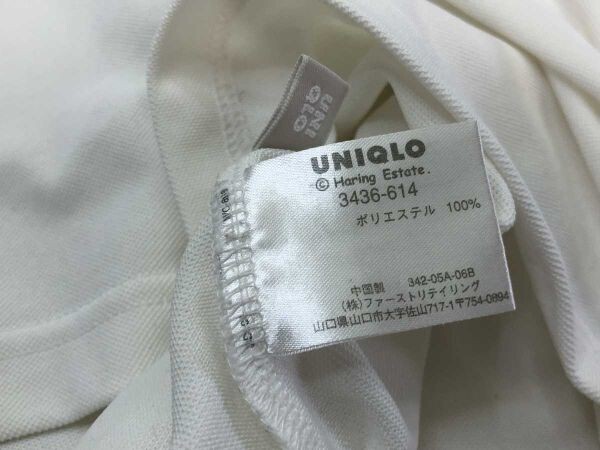 UNI
QLO
UNIQLO
© Haring Estate.
3436-614
ポリエステル 100%
中国製 342-05A-06B
(株)ファーストリテイリング
山口県山口市大字佐山717-1〒754-0894